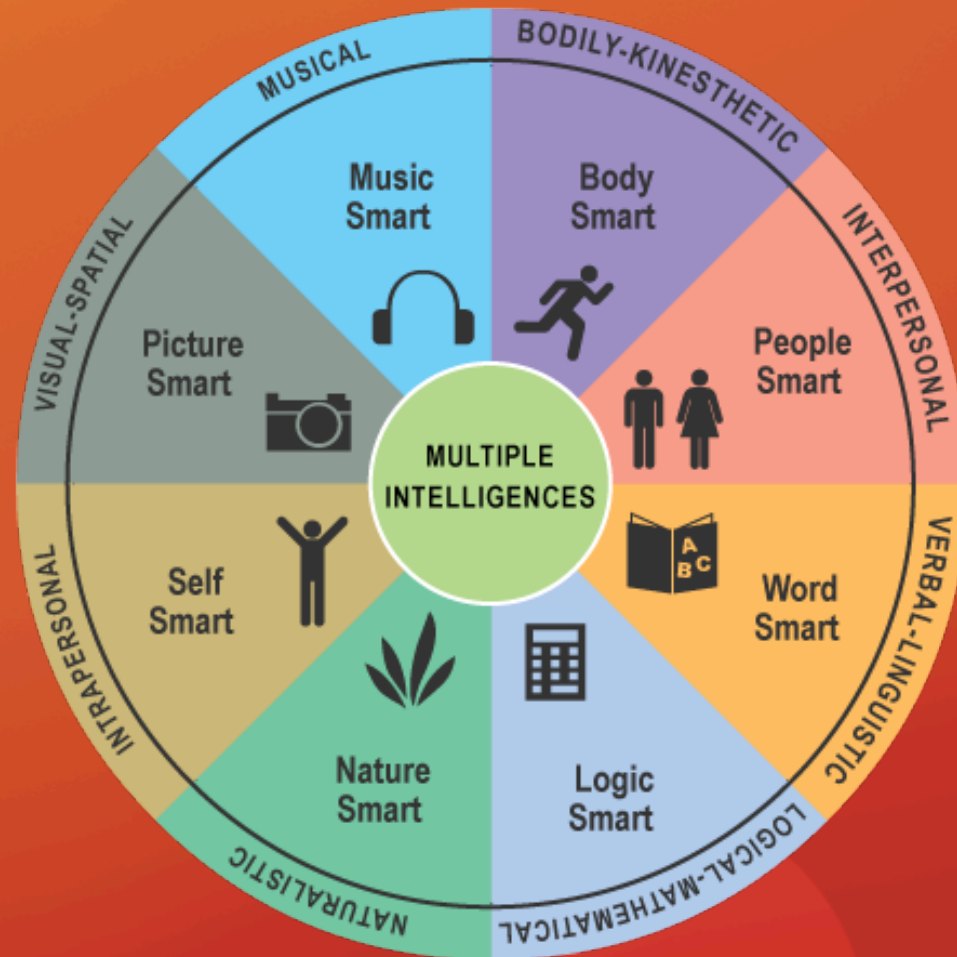 MUSICAL
Music
Smart
BODILY-KINESTHETIC
Body
Smart
INTERPERSONAL
People
Smart
VERBAL-LINGUISTIC
Word
Smart
A
B C
LOGICAL-MATHEMATICAL
Logic
Smart
NATURALISTIC
Nature
Smart
INTRAPERSONAL
Self
Smart
VISUAL-SPATIAL
Picture
Smart
MULTIPLE
INTELLIGENCES